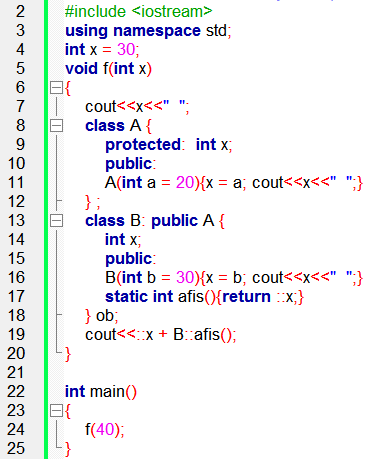 2 #include <iostream>
3 using namespace std;
4 int x = 30;
5 void f(int x)
6 {
7 cout<<x<<"  ";
8 class A {
9 protected:  int x;
10 public:
11 A(int a = 20){x = a; cout<<x<<"  ";}
12 } ;
13 class B: public A {
14 int x;
15 public:
16 B(int b = 30){x = b; cout<<x<<"  ";}
17 static int afis(){return ::x;}
18 } ob;
19 cout<<::x + B::afis();
20 }
21
22 int main()
23 {
24 f(40);
25 }